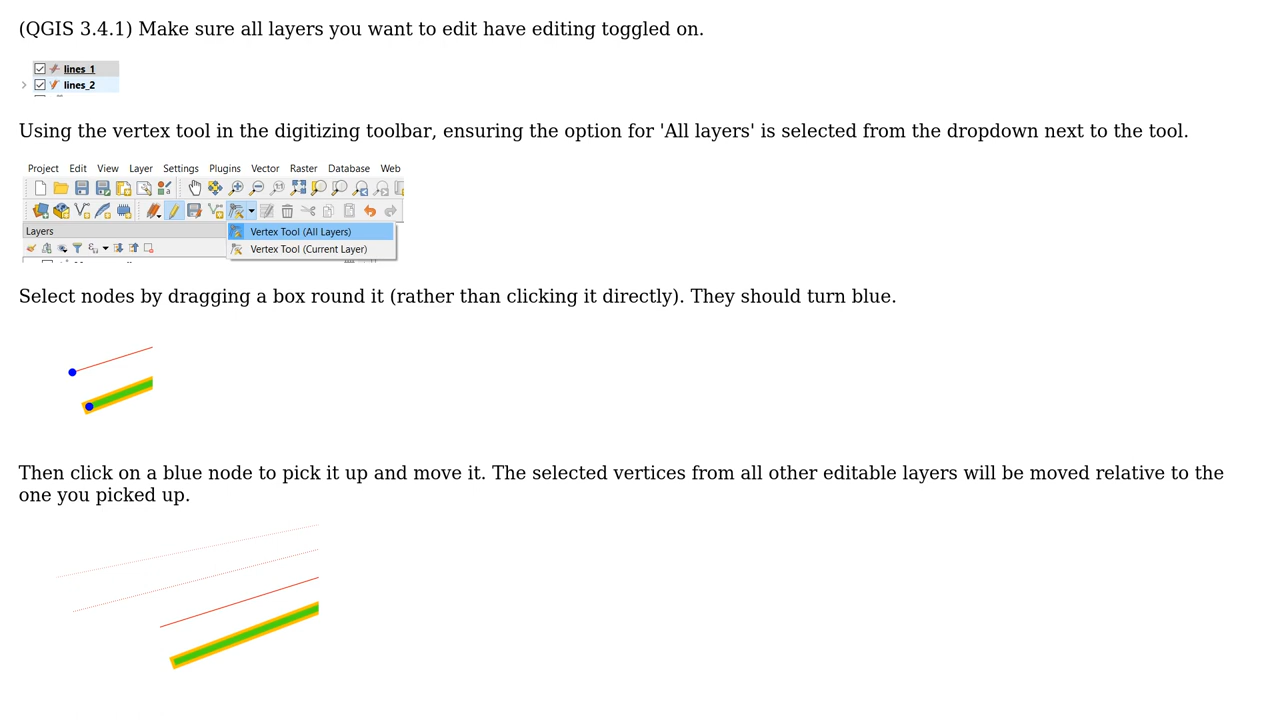 (QGIS 3.4.1) Make sure all layers you want to edit have editing toggled on.
lines_1
lines_2
Using the vertex tool in the digitizing toolbar, ensuring the option for 'All layers' is selected from the dropdown next to the tool.
Project Edit View Layer Settings Plugins Vector Raster Database Web
Layers
Vertex Tool (All Layers)
Vertex Tool (Current Layer)
Select nodes by dragging a box round it (rather than clicking it directly). They should turn blue.
Then click on a blue node to pick it up and move it. The selected vertices from all other editable layers will be moved relative to the
one you picked up.